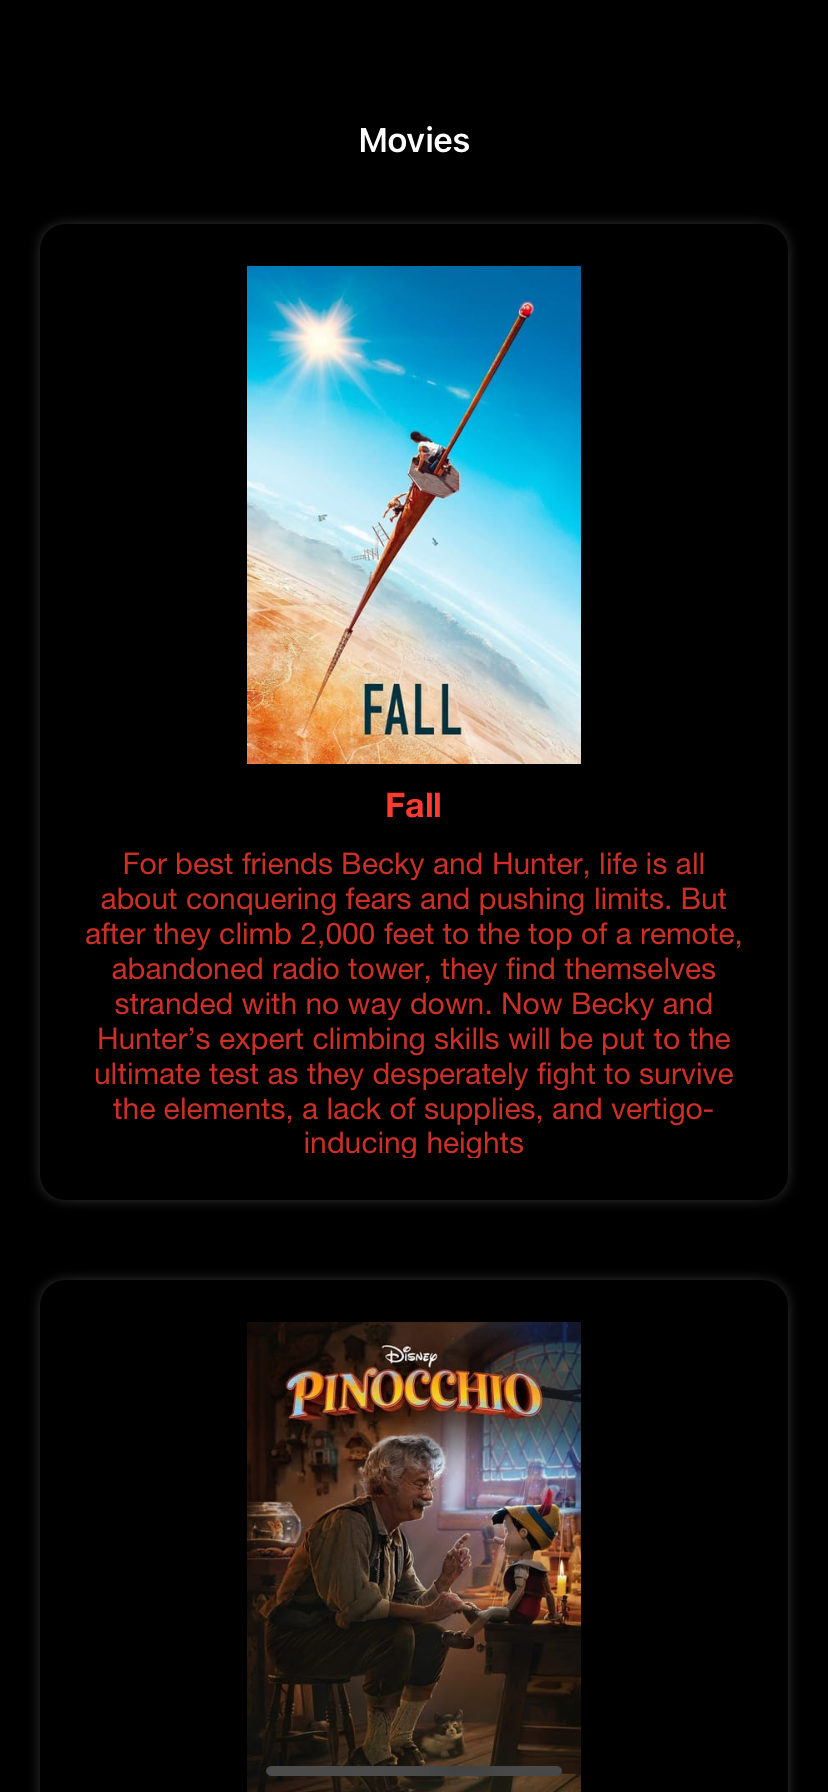 Movies
FALL
Fall
For best friends Becky and Hunter, life is all
about conquering fears and pushing limits. But
after they climb 2,000 feet to the top of a remote,
abandoned radio tower, they find themselves
stranded with no way down. Now Becky and
Hunter’s expert climbing skills will be put to the
ultimate test as they desperately fight to survive
the elements, a lack of supplies, and vertigo-
inducing heights
DISNEY
PINOCCHIO